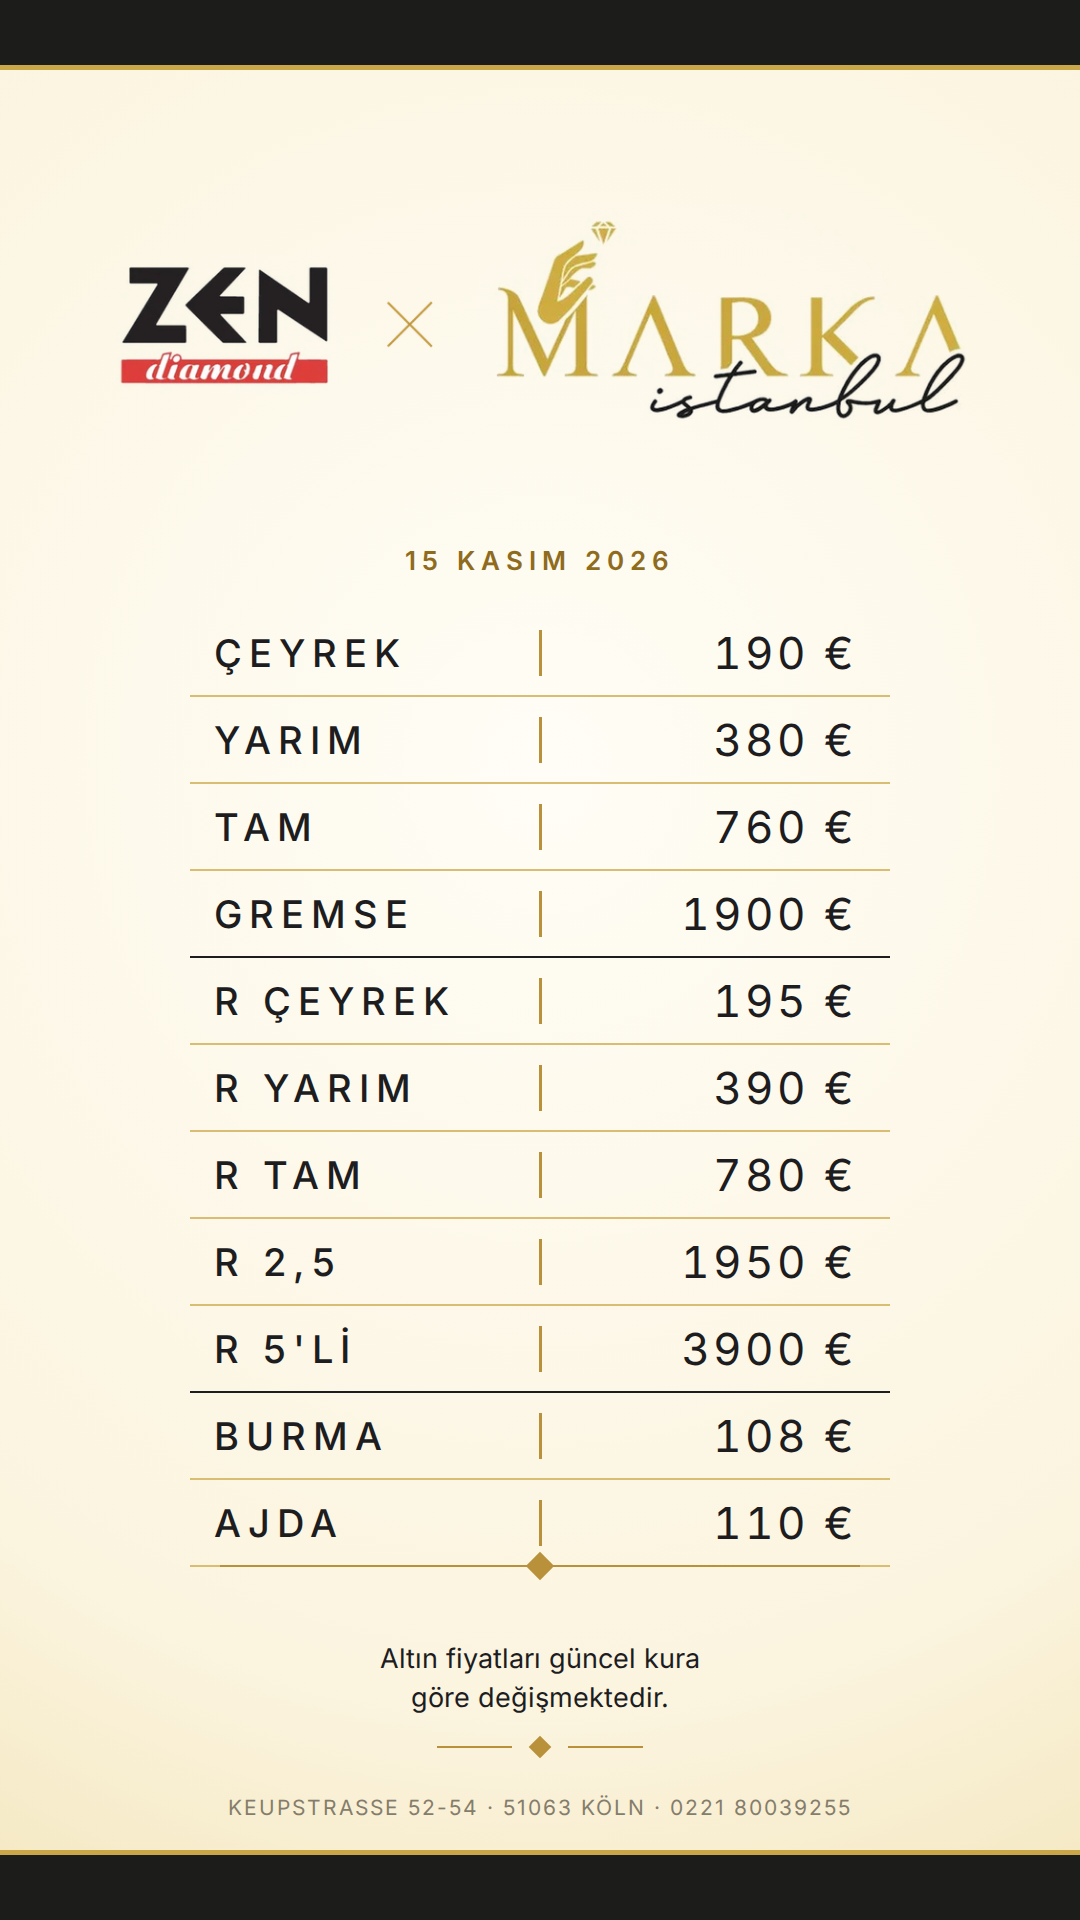 ZEN
diamond
MARKA
istanbul
15 KASIM 2026
ÇEYREK 190 €
YARIM 380 €
TAM 760 €
GREMSE 1900 €
R ÇEYREK 195 €
R YARIM 390 €
R TAM 780 €
R 2,5 1950 €
R 5'Lİ 3900 €
BURMA 108 €
AJDA 110 €
Altın fiyatları güncel kura
göre değişmektedir.
KEUPSTRASSE 52-54 · 51063 KÖLN · 0221 80039255